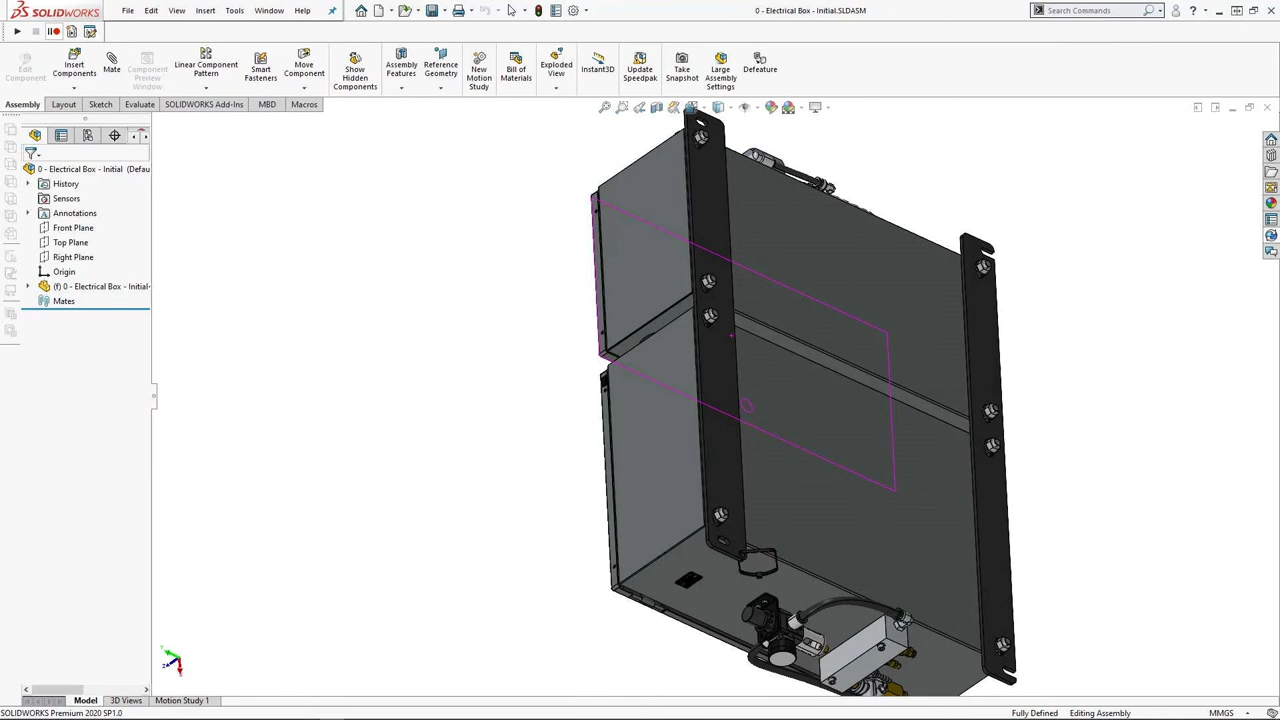 SOLIDWORKS
File Edit View Insert Tools Window Help
0 - Electrical Box - Initial.SLDASM
Search Commands
Edit Component
Insert Components
Mate
Component Preview Window
Linear Component Pattern
Smart Fasteners
Move Component
Show Hidden Components
Assembly Features
Reference Geometry
New Motion Study
Bill of Materials
Exploded View
Instant3D
Update Speedpak
Take Snapshot
Large Assembly Settings
Defeature
Assembly Layout Sketch Evaluate SOLIDWORKS Add-Ins MBD Macros
0 - Electrical Box - Initial (Defau
History
Sensors
Annotations
Front Plane
Top Plane
Right Plane
Origin
(f) 0 - Electrical Box - Initial-
Mates
Model 3D Views Motion Study 1
SOLIDWORKS Premium 2020 SP1.0
Fully Defined Editing Assembly MMGS